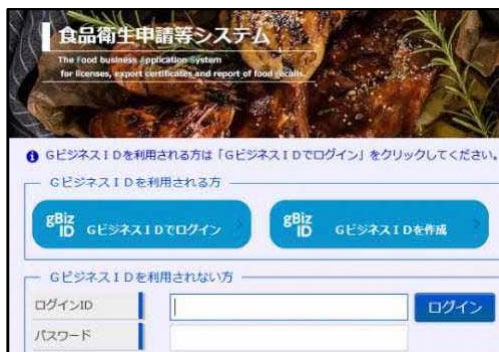 食品衛生申請等システム
The Food business Application System
for licenses, export certificates and report of food recalls.
GビジネスIDを利用される方は「GビジネスIDでログイン」をクリックしてください。
GビジネスIDを利用される方
gBiz ID GビジネスIDでログイン
gBiz ID GビジネスIDを作成
GビジネスIDを利用されない方
ログインID
ログイン
パスワード